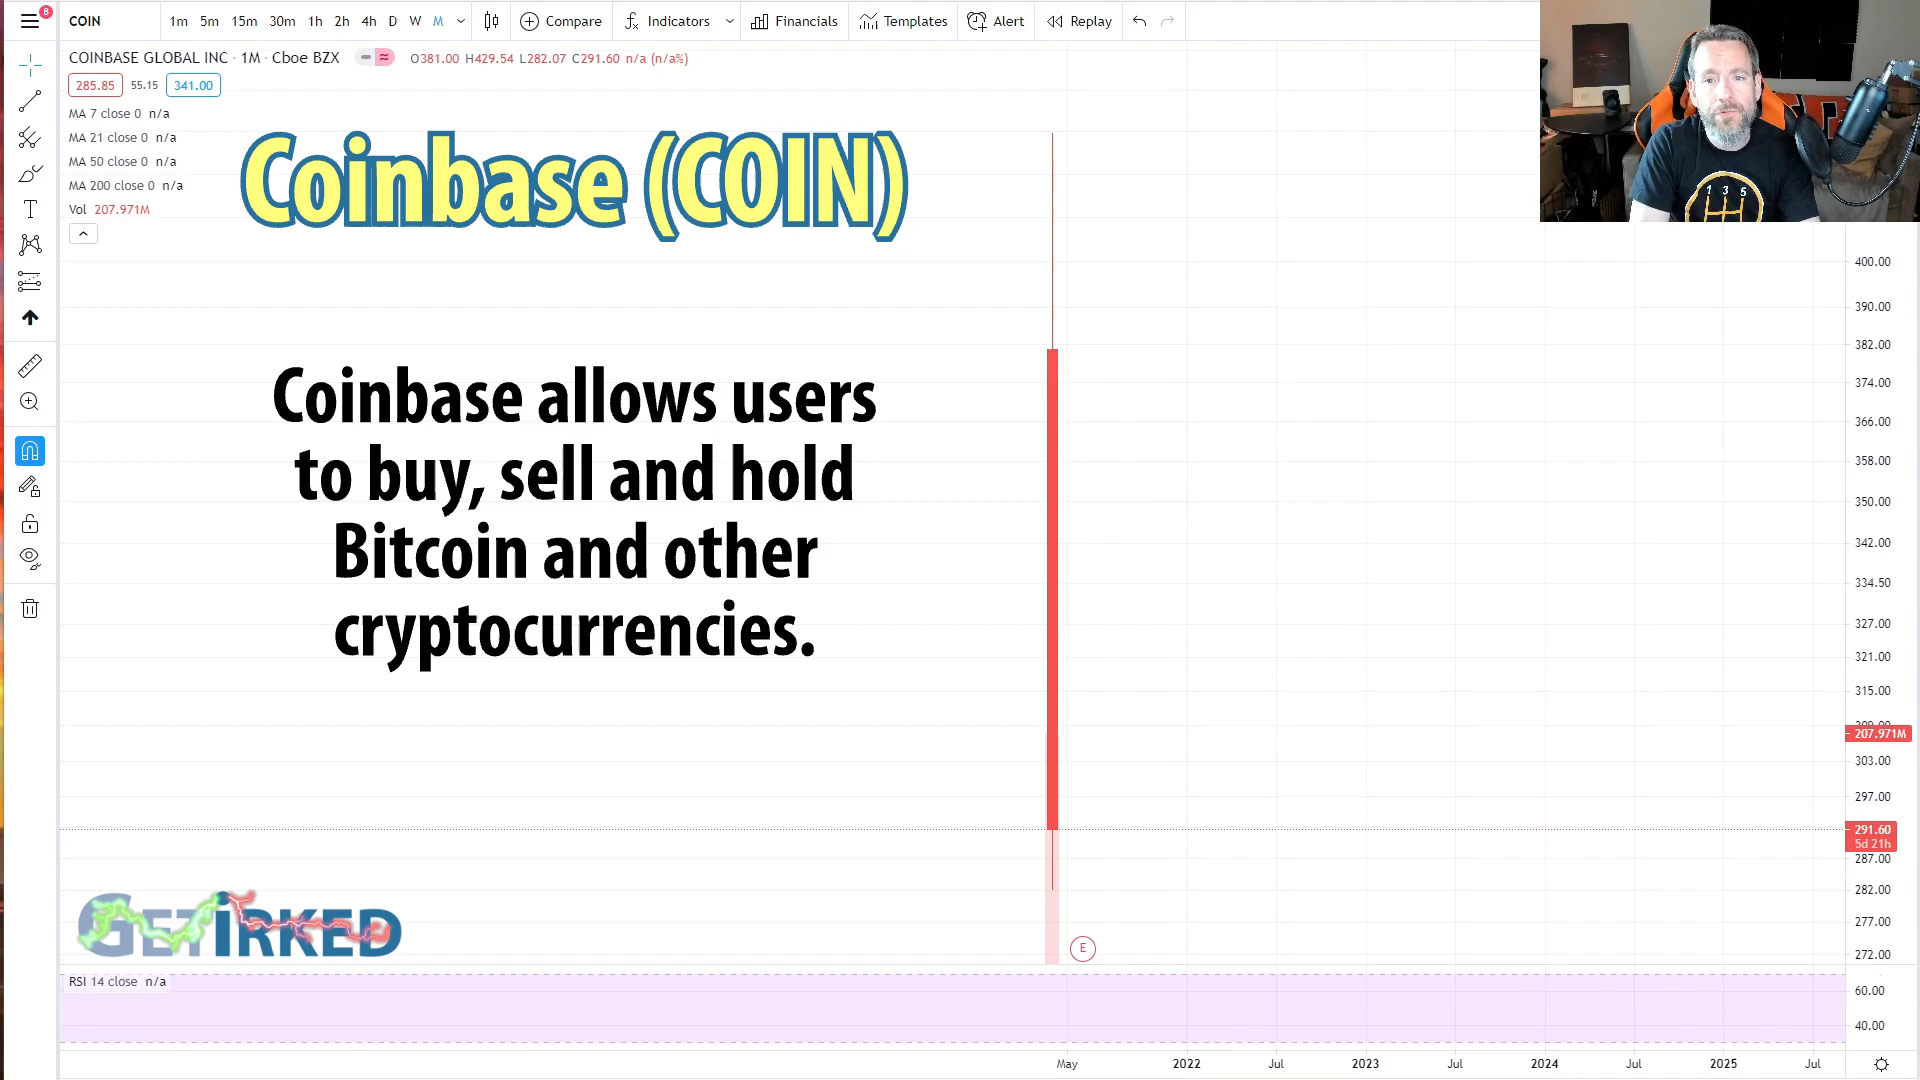 8
COIN
1m 5m 15m 30m 1h 2h 4h D W M
Compare
Indicators
Financials
Templates
Alert
Replay
COINBASE GLOBAL INC · 1M · Cboe BZX
O381.00 H429.54 L282.07 C291.60 n/a (n/a%)
285.85 55.15 341.00
MA 7 close 0 n/a
MA 21 close 0 n/a
MA 50 close 0 n/a
MA 200 close 0 n/a
Vol 207.971M
Coinbase (COIN)
Coinbase allows users
to buy, sell and hold
Bitcoin and other
cryptocurrencies.
1 3 5
400.00
390.00
382.00
374.00
366.00
358.00
350.00
342.00
334.50
327.00
321.00
315.00
309.00
207.971M
303.00
297.00
291.60
5d 21h
287.00
282.00
277.00
272.00
GETIRKED
E
RSI 14 close n/a
60.00
40.00
May 2022 Jul 2023 Jul 2024 Jul 2025 Jul